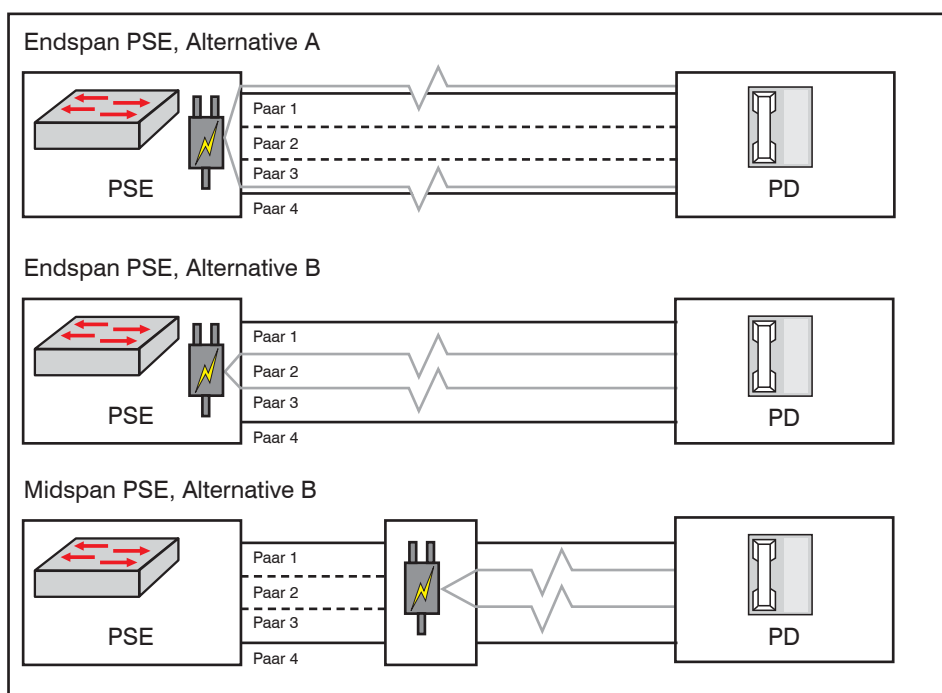 Endspan PSE, Alternative A
Paar 1
Paar 2
Paar 3
Paar 4
PSE
PD
Endspan PSE, Alternative B
Paar 1
Paar 2
Paar 3
Paar 4
PSE
PD
Midspan PSE, Alternative B
Paar 1
Paar 2
Paar 3
Paar 4
PSE
PD